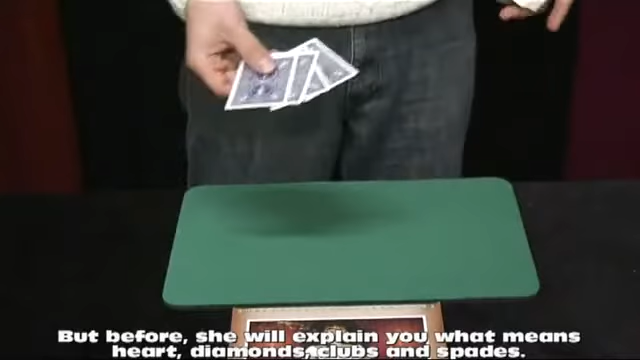 But before, she will explain you what means
heart, diamonds,clubs and spades.